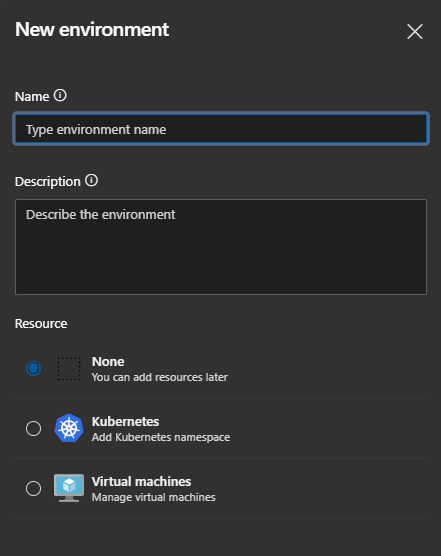 New environment
Name
Type environment name
Description
Describe the environment
Resource
None
You can add resources later
Kubernetes
Add Kubernetes namespace
Virtual machines
Manage virtual machines